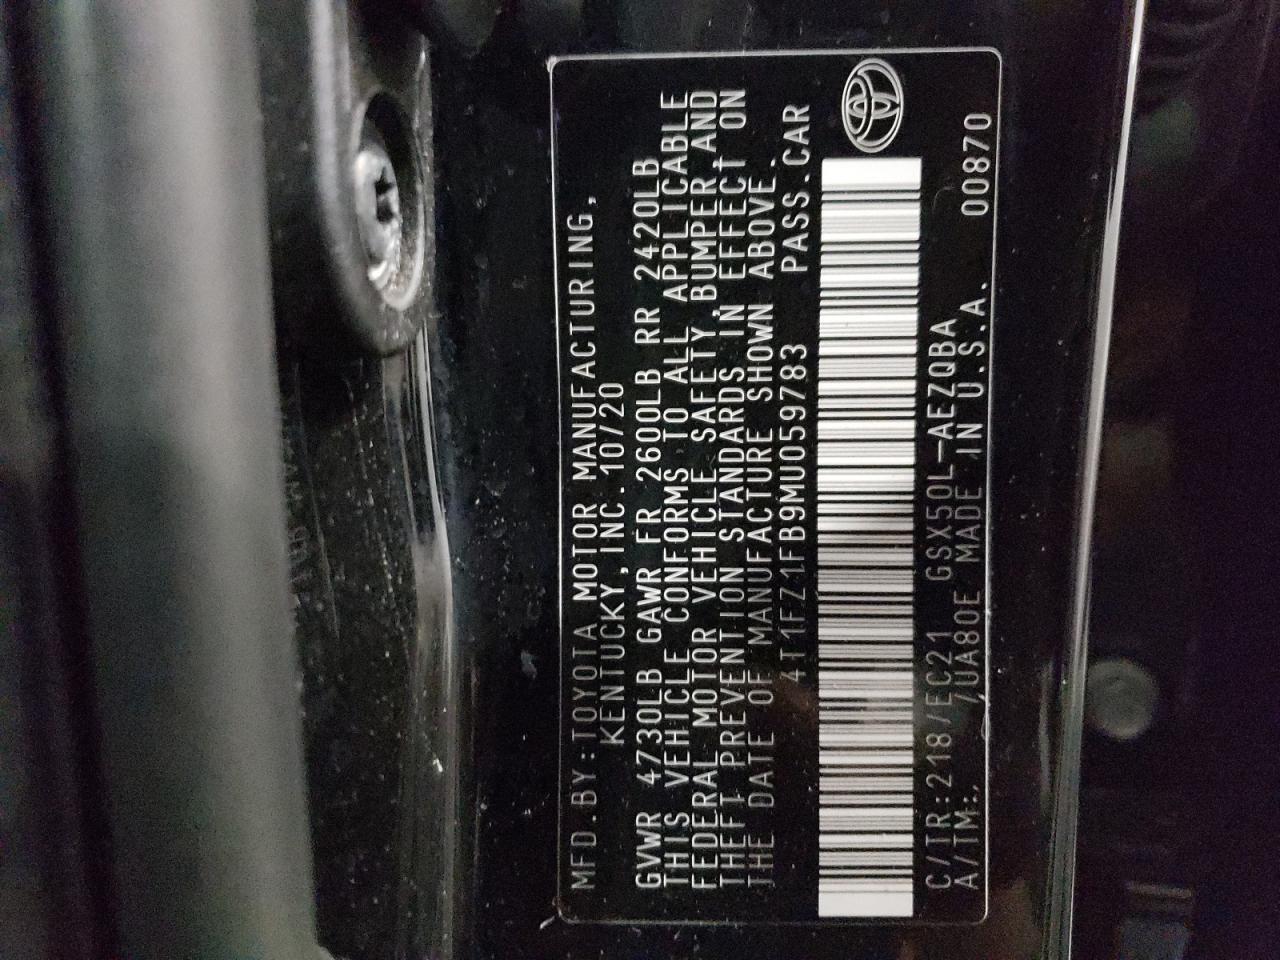 MFD.BY:TOYOTA MOTOR MANUFACTURING,
KENTUCKY,INC. 10/20
GVWR 4730LB GAWR FR 2600LB RR 2420LB
THIS VEHICLE CONFORMS TO ALL APPLICABLE
FEDERAL MOTOR VEHICLE SAFETY,BUMPER,AND
THEFT PREVENTION STANDARDS IN EFFECT ON
THE DATE OF MANUFACTURE SHOWN ABOVE.
4T1FZ1FB9MU059783 PASS.CAR
C/TR:218/EC21 GSX50L-AEZQBA
A/TM: /UA80E MADE IN U.S.A. 00870